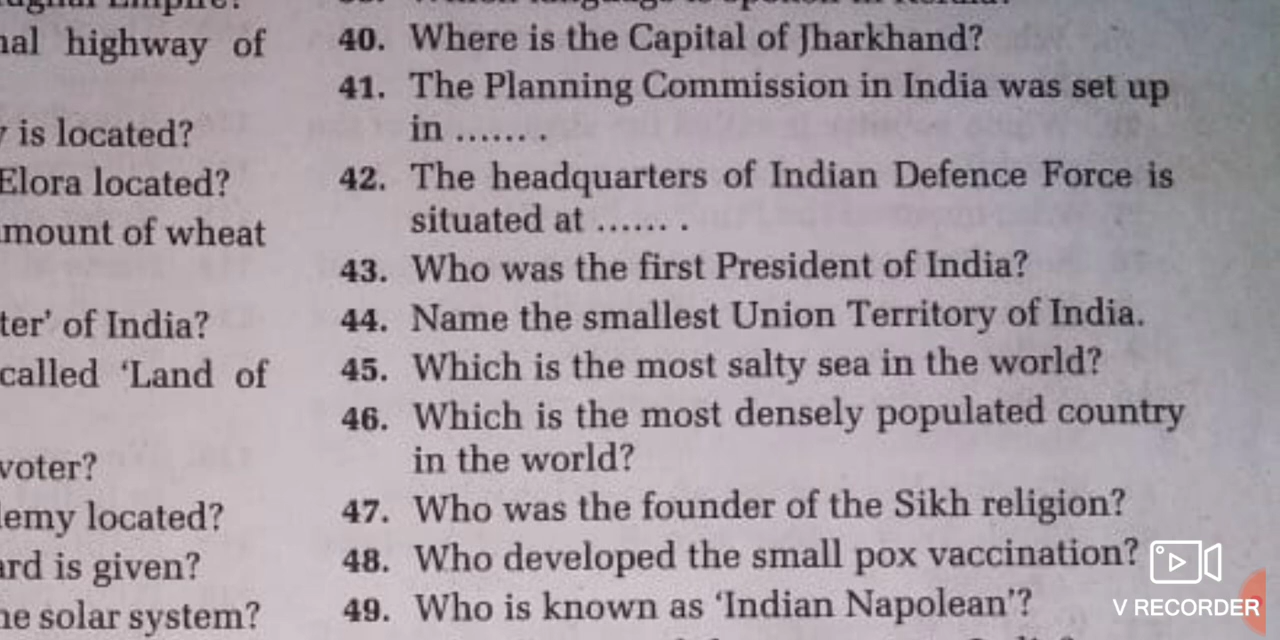 nal highway of
is located?
Elora located?
mount of wheat
ter' of India?
called 'Land of
voter?
emy located?
ard is given?
he solar system?
40. Where is the Capital of Jharkhand?
41. The Planning Commission in India was set up
in ....... .
42. The headquarters of Indian Defence Force is
situated at ...... .
43. Who was the first President of India?
44. Name the smallest Union Territory of India.
45. Which is the most salty sea in the world?
46. Which is the most densely populated country
in the world?
47. Who was the founder of the Sikh religion?
48. Who developed the small pox vaccination?
49. Who is known as 'Indian Napolean'?
V RECORDER